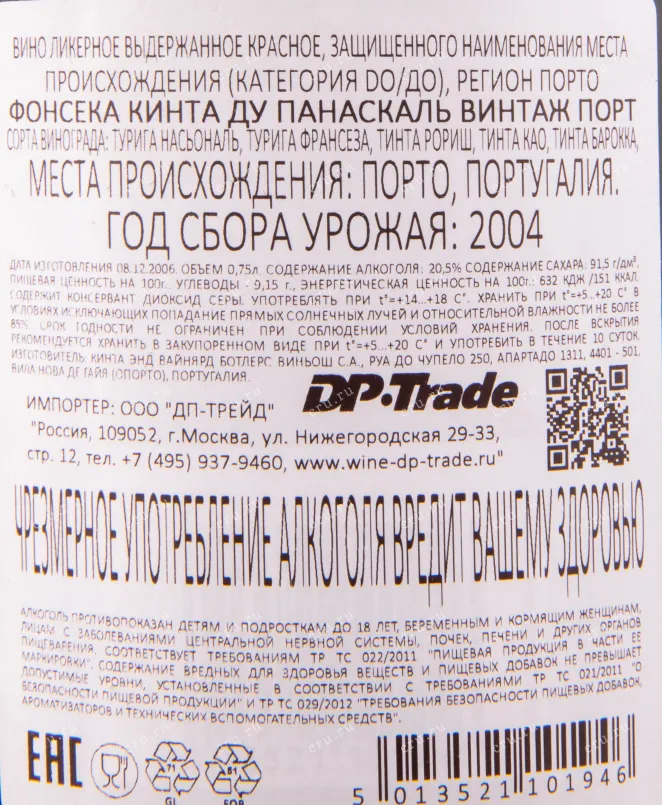 ВИНО ЛИКЕРНОЕ ВЫДЕРЖАННОЕ КРАСНОЕ, ЗАЩИЩЕННОГО НАИМЕНОВАНИЯ МЕСТА
ПРОИСХОЖДЕНИЯ (КАТЕГОРИЯ DO/ДО), РЕГИОН ПОРТО
ФОНСЕКА КИНТА ДУ ПАНАСКАЛЬ ВИНТАЖ ПОРТ
СОРТА ВИНОГРАДА: ТУРИГА НАСЬОНАЛЬ, ТУРИГА ФРАНСЕЗА, ТИНТА РОРИШ, ТИНТА КАО, ТИНТА БАРОККА,
МЕСТА ПРОИСХОЖДЕНИЯ: ПОРТО, ПОРТУГАЛИЯ.
ГОД СБОРА УРОЖАЯ: 2004
ДАТА ИЗГОТОВЛЕНИЯ 08.12.2006. ОБЪЕМ 0,75л. СОДЕРЖАНИЕ АЛКОГОЛЯ: 20,5% СОДЕРЖАНИЕ САХАРА: 91,5 г/дм³.
ПИЩЕВАЯ ЦЕННОСТЬ НА 100г.: УГЛЕВОДЫ - 9,15 г., ЭНЕРГЕТИЧЕСКАЯ ЦЕННОСТЬ НА 100г.: 632 КДЖ /151 ККАЛ.
СОДЕРЖИТ КОНСЕРВАНТ ДИОКСИД СЕРЫ. УПОТРЕБЛЯТЬ ПРИ t°=+14...+18 С°. ХРАНИТЬ ПРИ t°=+5...+20 С° В
УСЛОВИЯХ ИСКЛЮЧАЮЩИХ ПОПАДАНИЕ ПРЯМЫХ СОЛНЕЧНЫХ ЛУЧЕЙ И ОТНОСИТЕЛЬНОЙ ВЛАЖНОСТИ НЕ БОЛЕЕ
85%. СРОК ГОДНОСТИ НЕ ОГРАНИЧЕН ПРИ СОБЛЮДЕНИИ УСЛОВИЙ ХРАНЕНИЯ. ПОСЛЕ ВСКРЫТИЯ
РЕКОМЕНДУЕТСЯ ХРАНИТЬ В ЗАКУПОРЕННОМ ВИДЕ ПРИ t°=+5...+20 С° И УПОТРЕБИТЬ В ТЕЧЕНИЕ 10 СУТОК.
ИЗГОТОВИТЕЛЬ: КИНТА ЭНД ВАЙНЯРД БОТЛЕРС. ВИНЬОШ С.А., РУА ДО ЧУПЕЛО 250, АПАРТАДО 1311, 4401 - 501,
ВИЛА НОВА ДЕ ГАЙЯ (ОПОРТО), ПОРТУГАЛИЯ.
DP·Trade
ИМПОРТЕР: ООО "ДП-ТРЕЙД"
"Россия, 109052, г.Москва, ул. Нижегородская 29-33,
стр. 12, тел. +7 (495) 937-9460, www.wine-dp-trade.ru"
ЧРЕЗМЕРНОЕ УПОТРЕБЛЕНИЕ АЛКОГОЛЯ ВРЕДИТ ВАШЕМУ ЗДОРОВЬЮ
АЛКОГОЛЬ ПРОТИВОПОКАЗАН ДЕТЯМ И ПОДРОСТКАМ ДО 18 ЛЕТ, БЕРЕМЕННЫМ И КОРМЯЩИМ ЖЕНЩИНАМ,
ЛИЦАМ С ЗАБОЛЕВАНИЯМИ ЦЕНТРАЛЬНОЙ НЕРВНОЙ СИСТЕМЫ, ПОЧЕК, ПЕЧЕНИ И ДРУГИХ ОРГАНОВ
ПИЩЕВАРЕНИЯ. СООТВЕТСТВУЕТ ТРЕБОВАНИЯМ ТР ТС 022/2011 "ПИЩЕВАЯ ПРОДУКЦИЯ В ЧАСТИ ЕЕ
МАРКИРОВКИ". СОДЕРЖАНИЕ ВРЕДНЫХ ДЛЯ ЗДОРОВЬЯ ВЕЩЕСТВ И ПИЩЕВЫХ ДОБАВОК НЕ ПРЕВЫШАЕТ
ДОПУСТИМЫЕ УРОВНИ, УСТАНОВЛЕННЫЕ В СООТВЕТСТВИИ С ТРЕБОВАНИЯМИ ТР ТС 021/2011 "О
БЕЗОПАСНОСТИ ПИЩЕВОЙ ПРОДУКЦИИ" И ТР ТС 029/2012 "ТРЕБОВАНИЯ БЕЗОПАСНОСТИ ПИЩЕВЫХ ДОБАВОК,
АРОМАТИЗАТОРОВ И ТЕХНИЧЕСКИХ ВСПОМОГАТЕЛЬНЫХ СРЕДСТВ".
EAC
71
GL
51
FOR
5 013521 101946